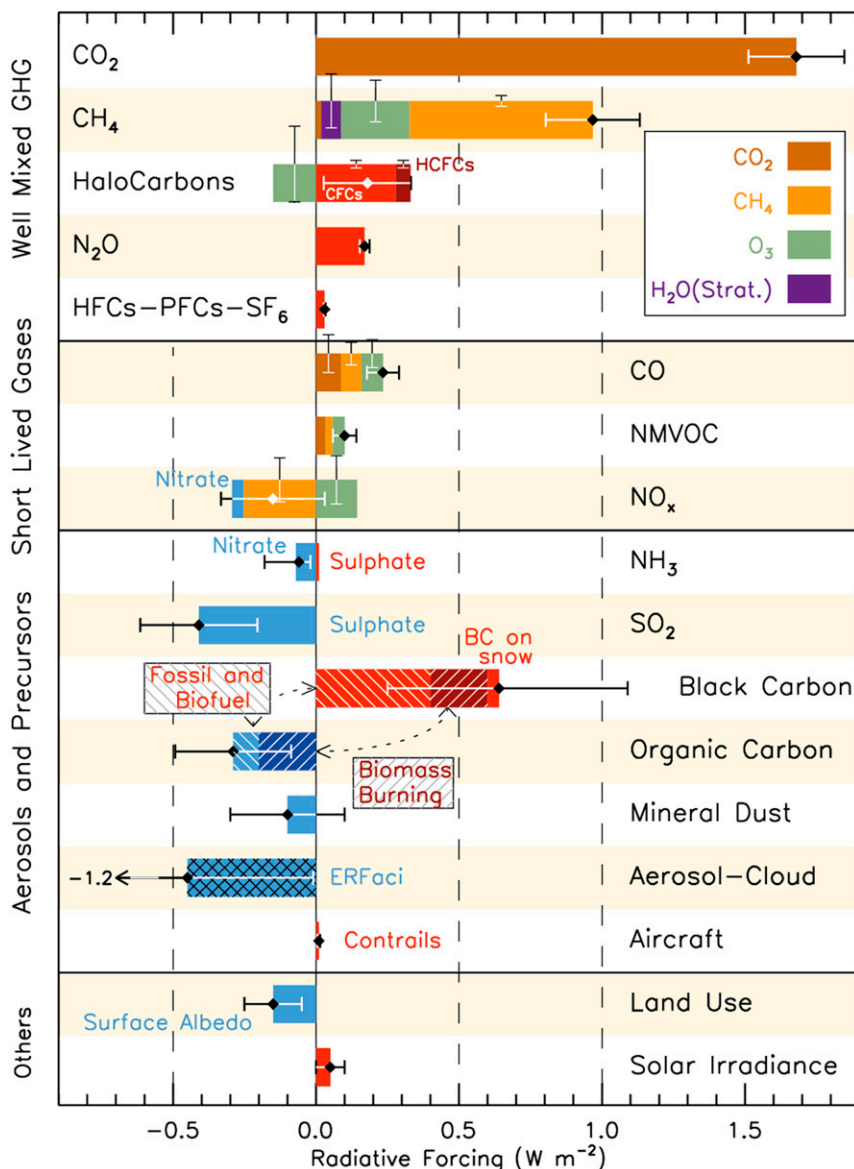 Well Mixed GHG
CO₂
CH₄
HaloCarbons
HCFCs
CFCs
N₂O
HFCs−PFCs−SF₆
CO₂
CH₄
O₃
H₂O(Strat.)
Short Lived Gases
CO
NMVOC
Nitrate
NOₓ
Aerosols and Precursors
Nitrate
Sulphate
NH₃
Sulphate
SO₂
BC on
snow
Fossil and
Biofuel
Black Carbon
Organic Carbon
Biomass
Burning
Mineral Dust
−1.2
ERFaci
Aerosol−Cloud
Contrails
Aircraft
Others
Surface Albedo
Land Use
Solar Irradiance
−0.5 0.0 0.5 1.0 1.5
Radiative Forcing (W m⁻²)